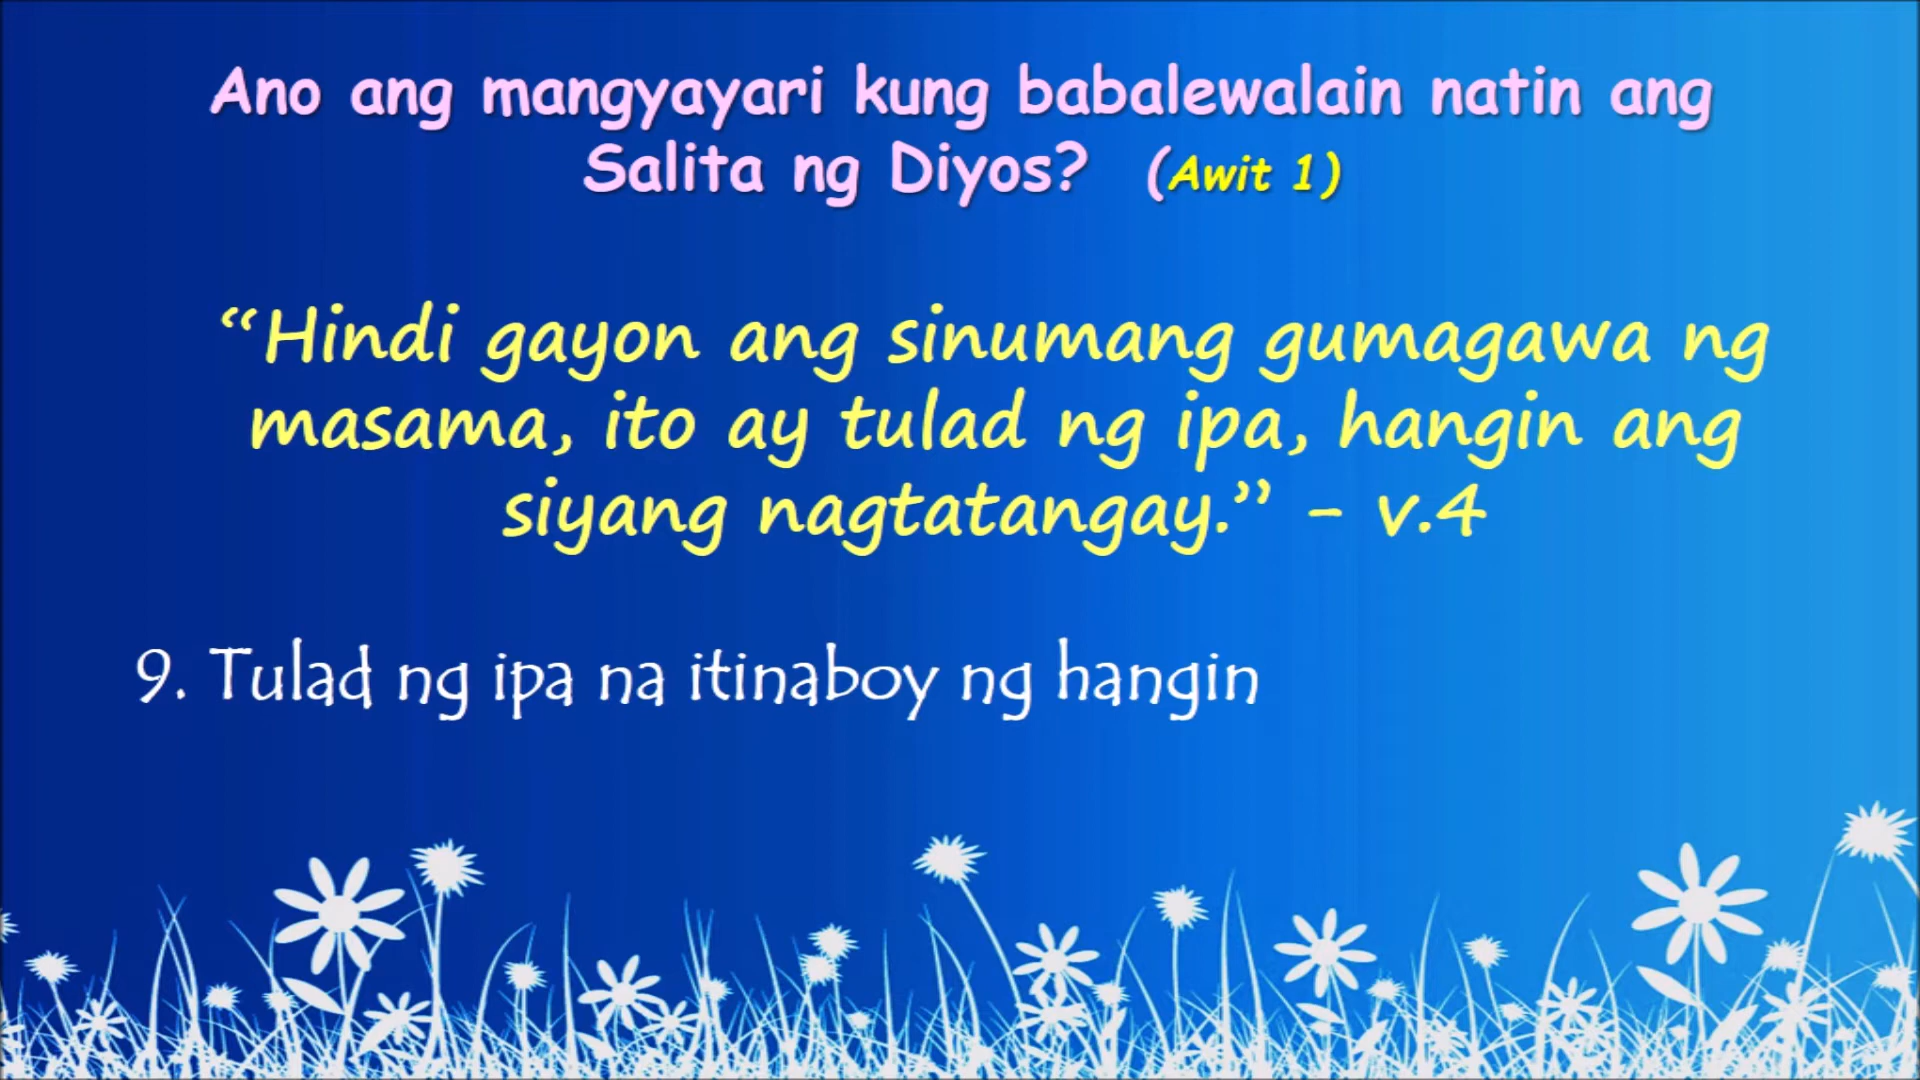 Ano ang mangyayari kung babalewalain natin ang
Salita ng Diyos? (Awit 1)
“Hindi gayon ang sinumang gumagawa ng
masama, ito ay tulad ng ipa, hangin ang
siyang nagtatangay.” – v.4
9. Tulad ng ipa na itinaboy ng hangin